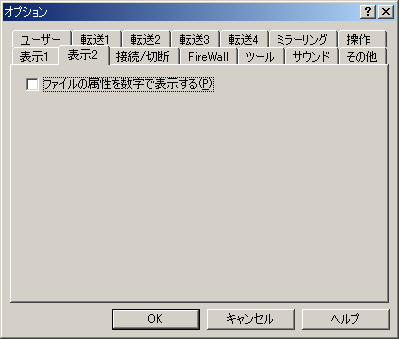 オプション
ユーザー 転送1 転送2 転送3 転送4 ミラーリング 操作
表示1 表示2 接続/切断 FireWall ツール サウンド その他
ファイルの属性を数字で表示する(P)
OK キャンセル ヘルプ